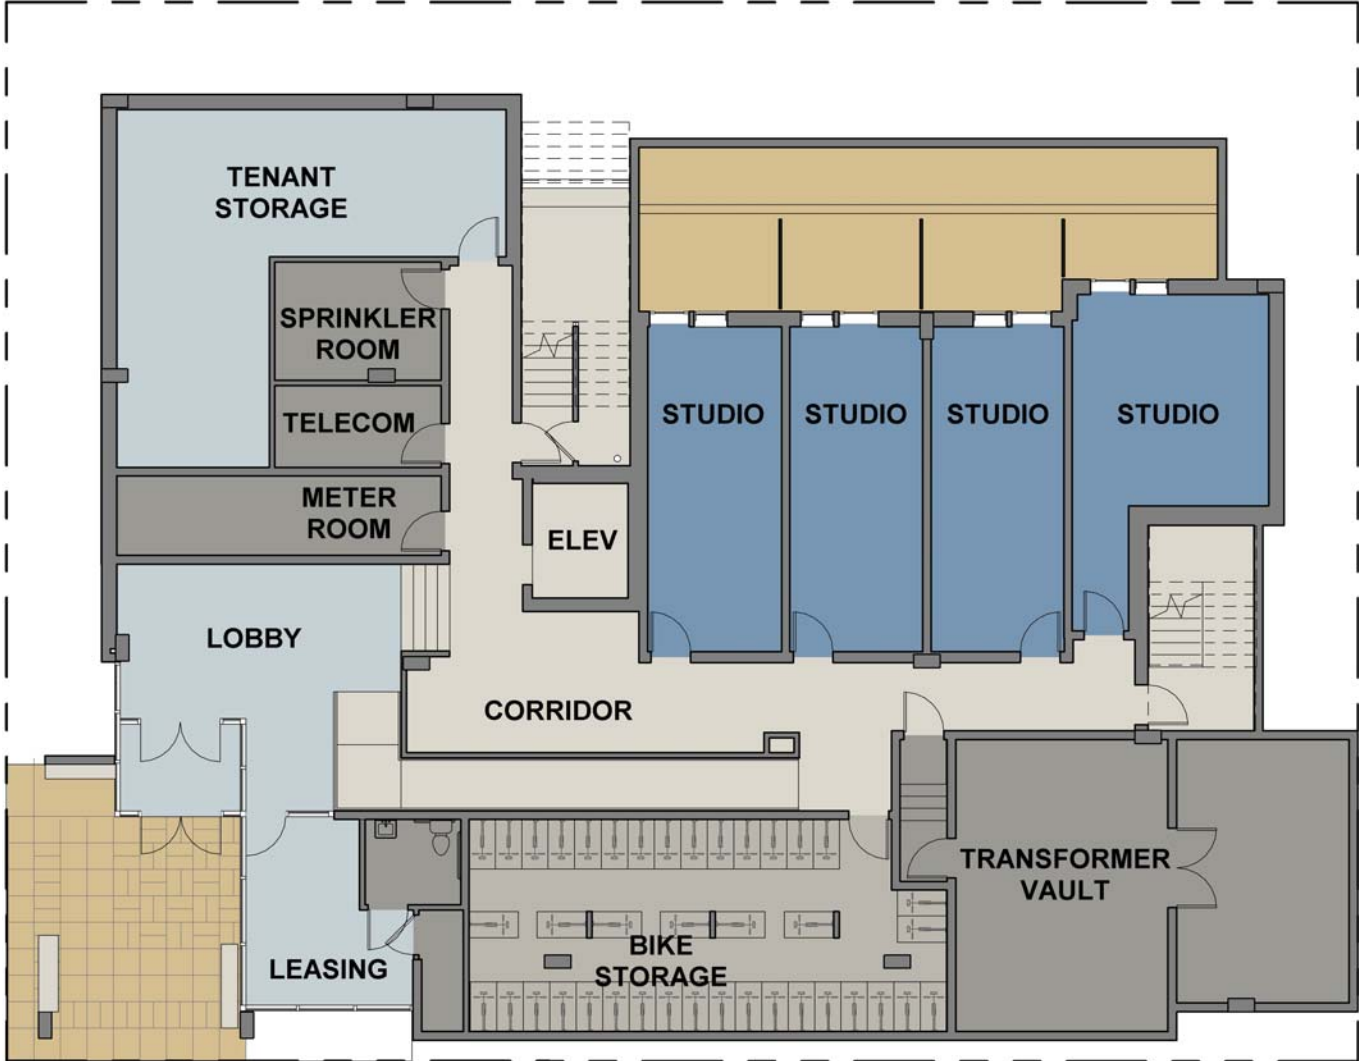 TENANT
STORAGE
SPRINKLER
ROOM
TELECOM
METER
ROOM
ELEV
STUDIO
STUDIO
STUDIO
STUDIO
LOBBY
CORRIDOR
TRANSFORMER
VAULT
BIKE
STORAGE
LEASING